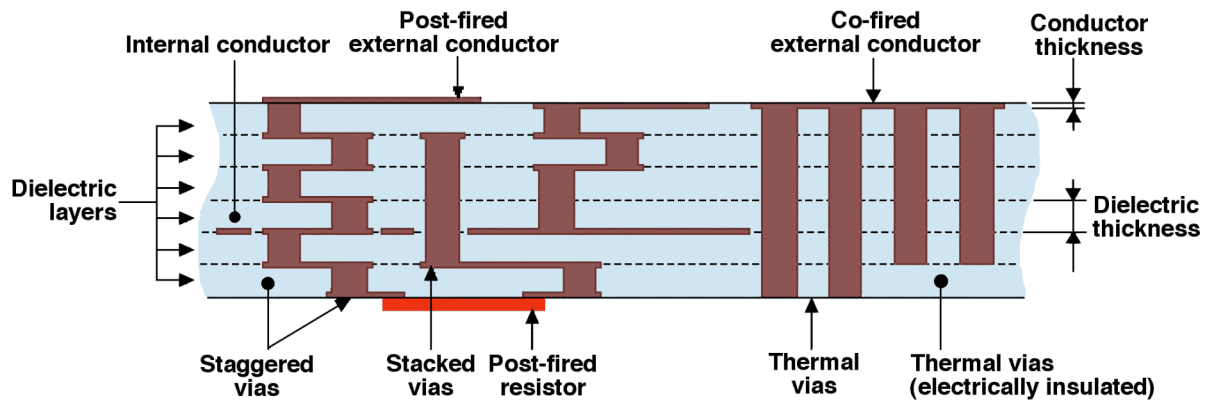 Internal conductor
Post-fired
external conductor
Co-fired
external conductor
Conductor
thickness
Dielectric
layers
Dielectric
thickness
Staggered
vias
Stacked
vias
Post-fired
resistor
Thermal
vias
Thermal vias
(electrically insulated)